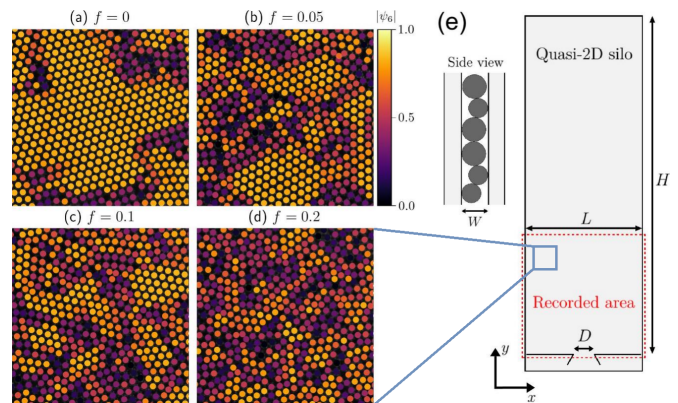 (a) f = 0
(b) f = 0.05
|ψ₆|
1.0
0.5
0.0
(c) f = 0.1
(d) f = 0.2
(e)
Side view
W
Quasi-2D silo
H
L
Recorded area
D
y
x